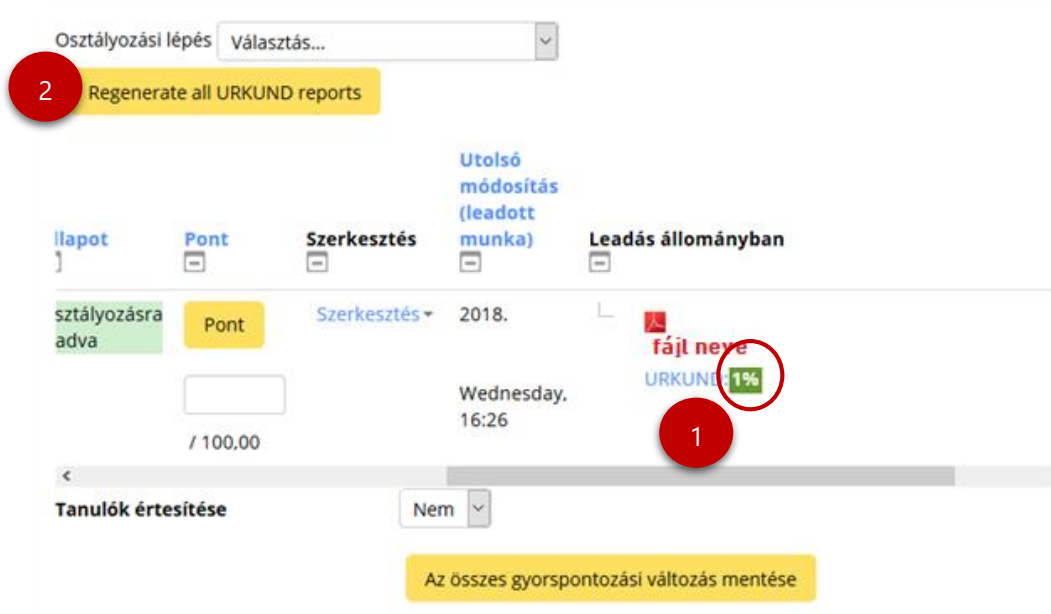 Osztályozási lépés Választás...
2 Regenerate all URKUND reports
Utolsó
módosítás
(leadott
llapot Pont Szerkesztés munka) Leadás állományban
sztályozásra Pont Szerkesztés 2018.
adva
fájl neve
URKUND: 1%
Wednesday,
16:26
1
/ 100,00
Tanulók értesítése Nem
Az összes gyorspontozási változás mentése